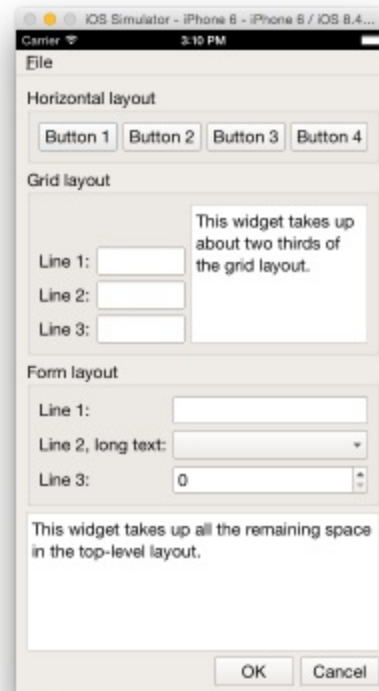 iOS Simulator - iPhone 6 - iPhone 6 / iOS 8.4...
Carrier 3:10 PM
File
Horizontal layout
Button 1 Button 2 Button 3 Button 4
Grid layout
This widget takes up
about two thirds of
the grid layout.
Line 1:
Line 2:
Line 3:
Form layout
Line 1:
Line 2, long text:
Line 3: 0
This widget takes up all the remaining space
in the top-level layout.
OK Cancel